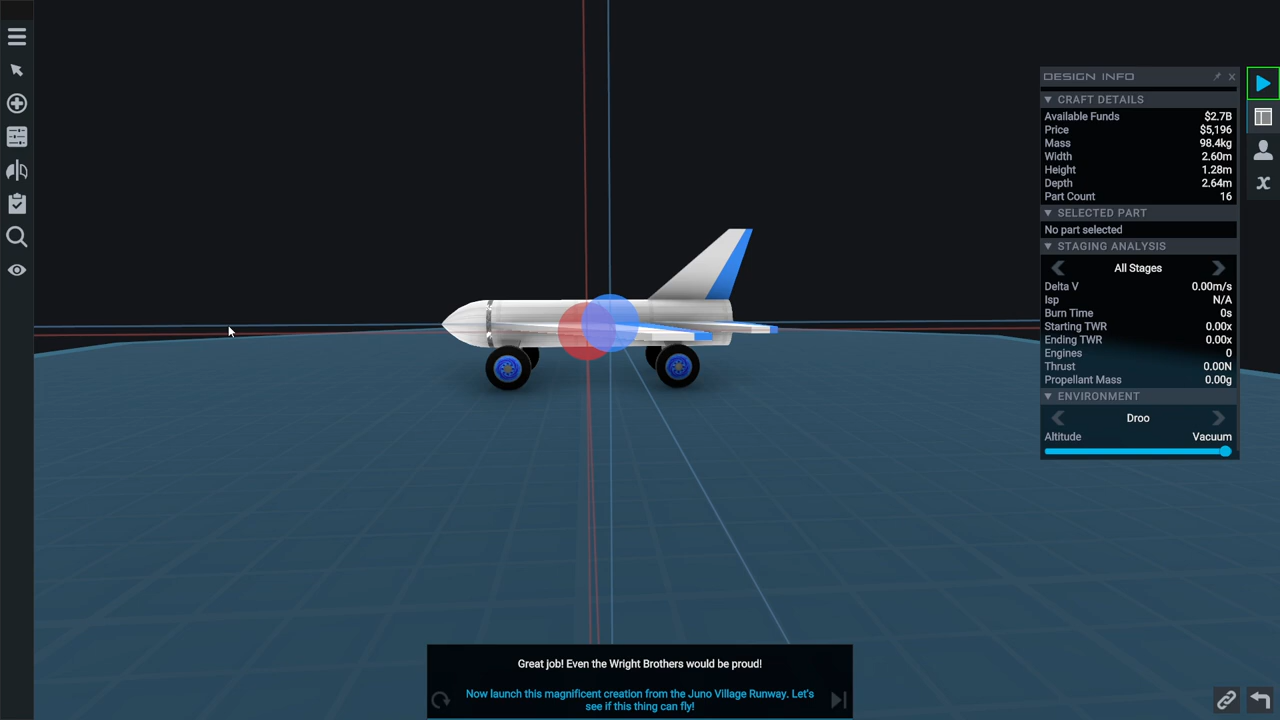 DESIGN INFO
CRAFT DETAILS
Available Funds $2.7B
Price $5,196
Mass 98.4kg
Width 2.60m
Height 1.28m
Depth 2.64m
Part Count 16
SELECTED PART
No part selected
STAGING ANALYSIS
All Stages
Delta V 0.00m/s
Isp N/A
Burn Time 0s
Starting TWR 0.00x
Ending TWR 0.00x
Engines 0
Thrust 0.00N
Propellant Mass 0.00g
ENVIRONMENT
Droo
Altitude Vacuum
Great job! Even the Wright Brothers would be proud!
Now launch this magnificent creation from the Juno Village Runway. Let's
see if this thing can fly!